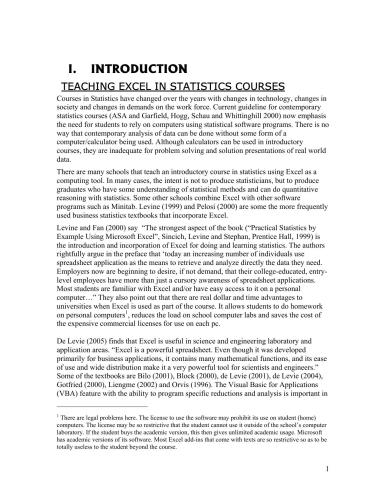 I. INTRODUCTION
TEACHING EXCEL IN STATISTICS COURSES
Courses in Statistics have changed over the years with changes in technology, changes in
society and changes in demands on the work force. Current guideline for contemporary
statistics courses (ASA and Garfield, Hogg, Schau and Whittinghill 2000) now emphasis
the need for students to rely on computers using statistical software programs. There is no
way that contemporary analysis of data can be done without some form of a
computer/calculator being used. Although calculators can be used in introductory
courses, they are inadequate for problem solving and solution presentations of real world
data.
There are many schools that teach an introductory course in statistics using Excel as a
computing tool. In many cases, the intent is not to produce statisticians, but to produce
graduates who have some understanding of statistical methods and can do quantitative
reasoning with statistics. Some other schools combine Excel with other software
programs such as Minitab. Levine (1999) and Pelosi (2000) are some the more frequently
used business statistics textbooks that incorporate Excel.
Levine and Fan (2000) say “The strongest aspect of the book (“Practical Statistics by
Example Using Microsoft Excel”, Sincich, Levine and Stephan, Prentice Hall, 1999) is
the introduction and incorporation of Excel for doing and learning statistics. The authors
rightfully argue in the preface that ‘today an increasing number of individuals use
spreadsheet application as the means to retrieve and analyze directly the data they need.
Employers now are beginning to desire, if not demand, that their college-educated, entry-
level employees have more than just a cursory awareness of spreadsheet applications.
Most students are familiar with Excel and/or have easy access to it on a personal
computer…” They also point out that there are real dollar and time advantages to
universities when Excel is used as part of the course. It allows students to do homework
on personal computers1, reduces the load on school computer labs and saves the cost of
the expensive commercial licenses for use on each pc.
De Levie (2005) finds that Excel is useful in science and engineering laboratory and
application areas. “Excel is a powerful spreadsheet. Even though it was developed
primarily for business applications, it contains many mathematical functions, and its ease
of use and wide distribution make it a very powerful tool for scientists and engineers.”
Some of the textbooks are Bilo (2001), Block (2000), de Levie (2001), de Levie (2004),
Gotfried (2000), Liengme (2002) and Orvis (1996). The Visual Basic for Applications
(VBA) feature with the ability to program specific reductions and analysis is important in
1 There are legal problems here. The license to use the software may prohibit its use on student (home)
computers. The license may be so restrictive that the student cannot use it outside of the school’s computer
laboratory. If the student buys the academic version, this then gives unlimited academic usage. Microsoft
has academic versions of its software. Most Excel add-ins that come with texts are so restrictive so as to be
totally useless to the student beyond the course.
1